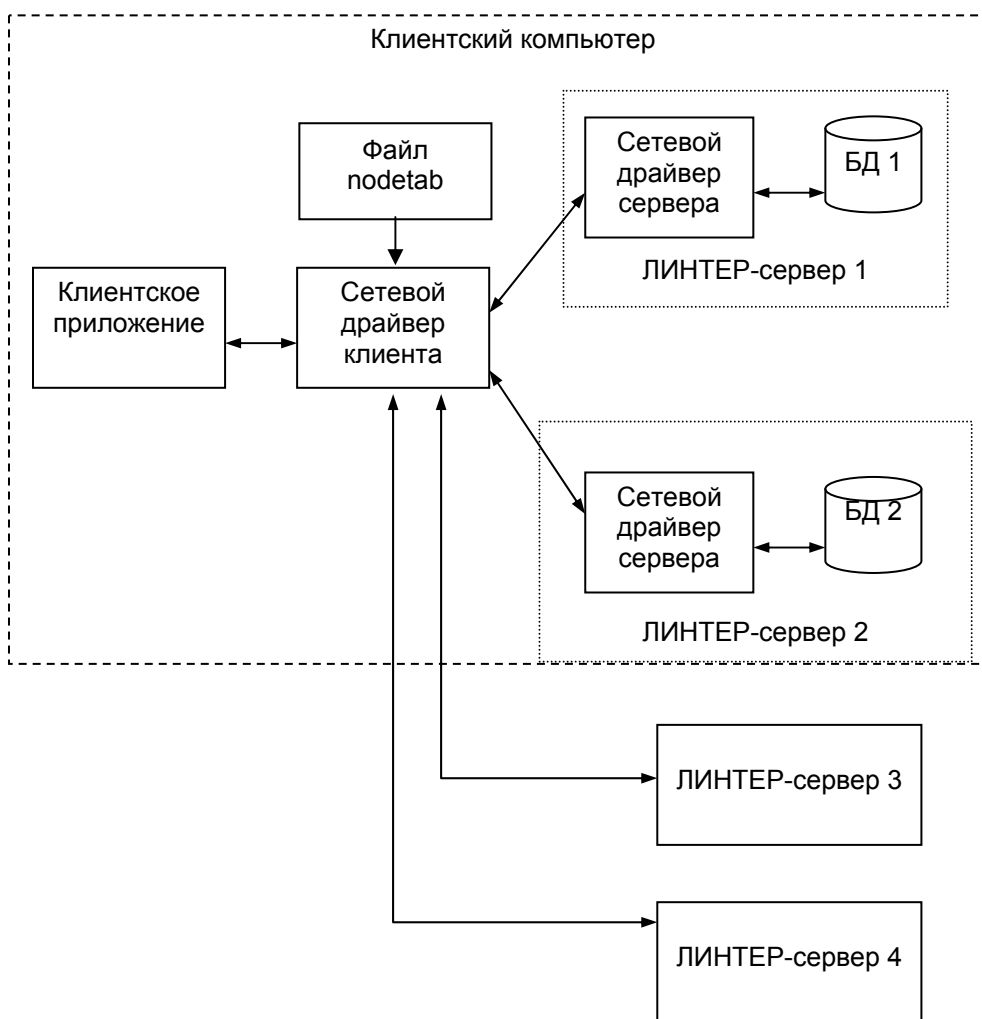 Клиентский компьютер
Файл
nodetab
Сетевой
драйвер
сервера
БД 1
ЛИНТЕР-сервер 1
Клиентское
приложение
Сетевой
драйвер
клиента
Сетевой
драйвер
сервера
БД 2
ЛИНТЕР-сервер 2
ЛИНТЕР-сервер 3
ЛИНТЕР-сервер 4